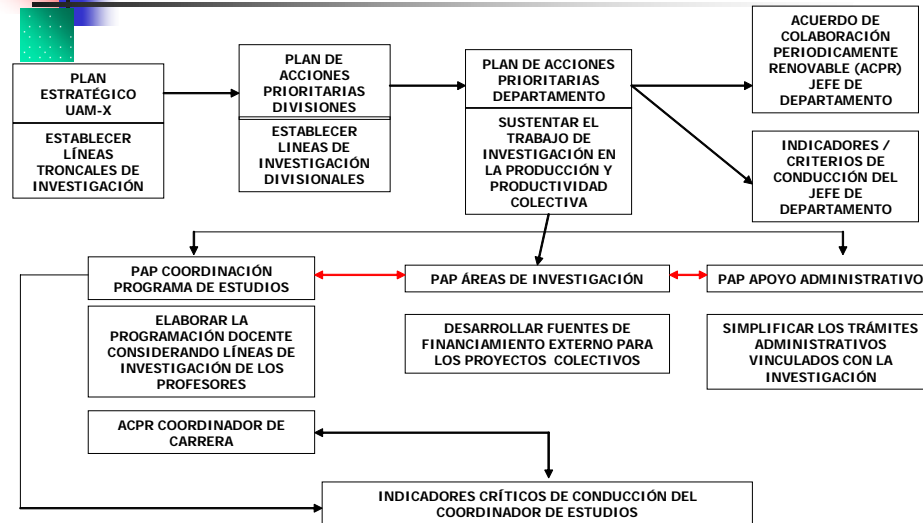 PLAN
ESTRATÉGICO
UAM-X
ESTABLECER
LÍNEAS
TRONCALES DE
INVESTIGACIÓN
PLAN DE
ACCIONES
PRIORITARIAS
DIVISIONES
ESTABLECER
LINEAS DE
INVESTIGACIÓN
DIVISIONALES
PLAN DE ACCIONES
PRIORITARIAS
DEPARTAMENTO
SUSTENTAR EL
TRABAJO DE
INVESTIGACIÓN EN
LA PRODUCCIÓN Y
PRODUCTIVIDAD
COLECTIVA
ACUERDO DE
COLABORACIÓN
PERIODICAMENTE
RENOVABLE (ACPR)
JEFE DE
DEPARTAMENTO
INDICADORES /
CRITERIOS DE
CONDUCCIÓN DEL
JEFE DE
DEPARTAMENTO
PAP COORDINACIÓN
PROGRAMA DE ESTUDIOS
PAP ÁREAS DE INVESTIGACIÓN
PAP APOYO ADMINISTRATIVO
ELABORAR LA
PROGRAMACIÓN DOCENTE
CONSIDERANDO LÍNEAS DE
INVESTIGACIÓN DE LOS
PROFESORES
DESARROLLAR FUENTES DE
FINANCIAMIENTO EXTERNO PARA
LOS PROYECTOS COLECTIVOS
SIMPLIFICAR LOS TRÁMITES
ADMINISTRATIVOS
VINCULADOS CON LA
INVESTIGACIÓN
ACPR COORDINADOR DE
CARRERA
INDICADORES CRÍTICOS DE CONDUCCIÓN DEL
COORDINADOR DE ESTUDIOS